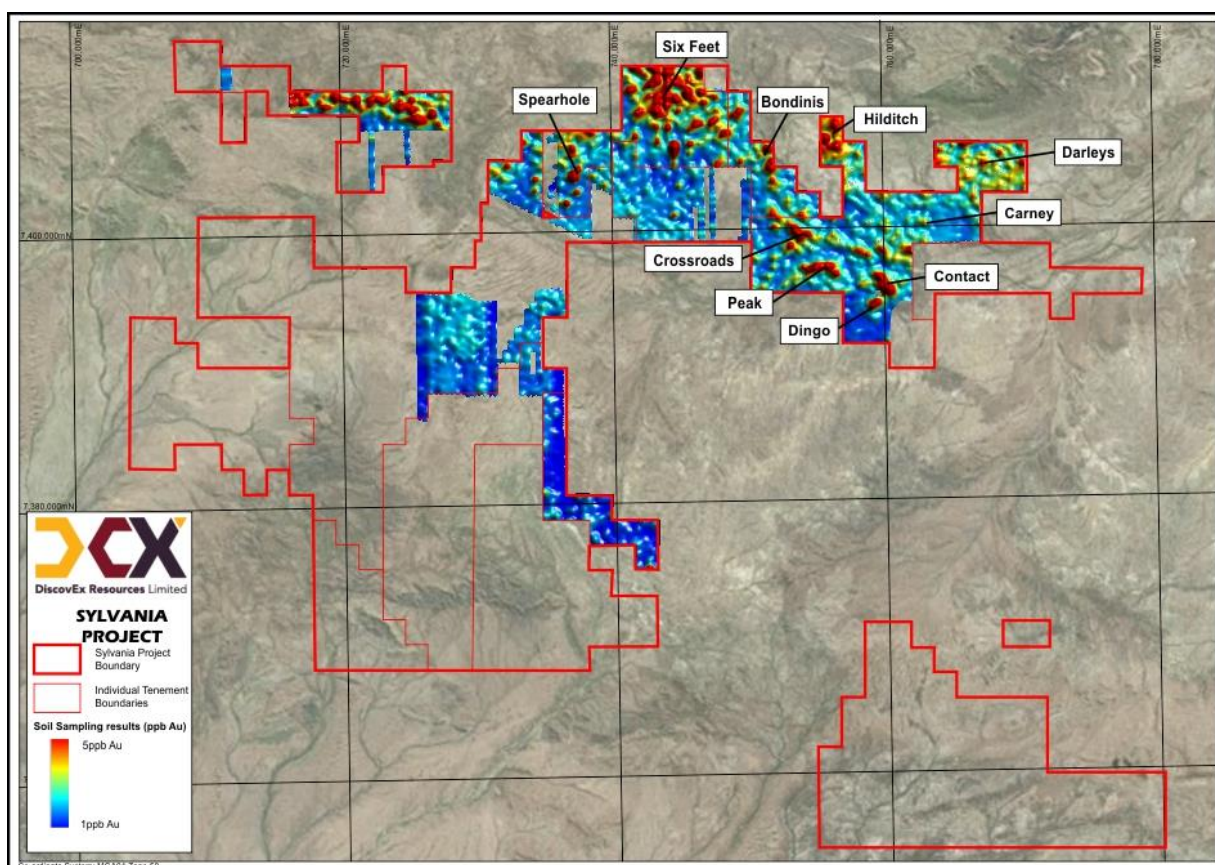 700,000mE
720,000mE
740,000mE
760,000mE
780,000mE
Six Feet
Spearhole
Bondinis
Hilditch
Darleys
7,400,000mN
Carney
Crossroads
Contact
Peak
Dingo
7,380,000mN
DCX
DiscovEx Resources Limited
SYLVANIA
PROJECT
Sylvania Project
Boundary
Individual Tenement
Boundaries
Soil Sampling results (ppb Au)
5ppb Au
1ppb Au